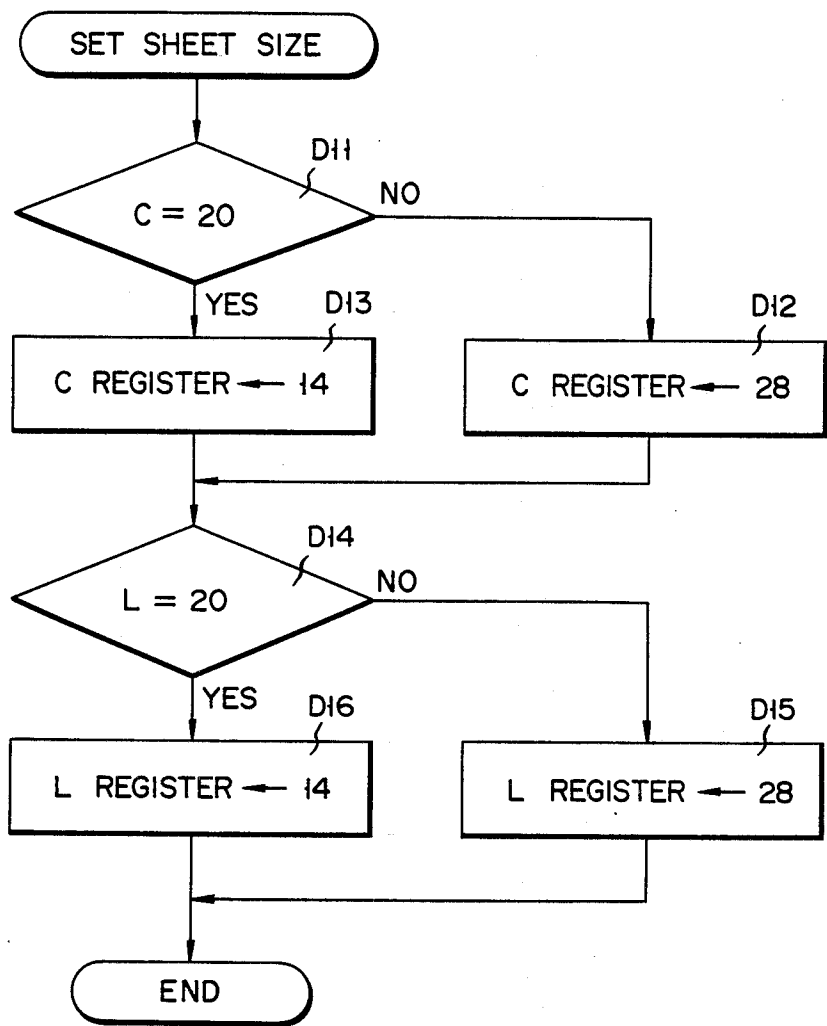 SET SHEET SIZE
D11
C = 20
NO
YES
D13
C REGISTER ← 14
D12
C REGISTER ← 28
D14
L = 20
NO
YES
D16
L REGISTER ← 14
D15
L REGISTER ← 28
END